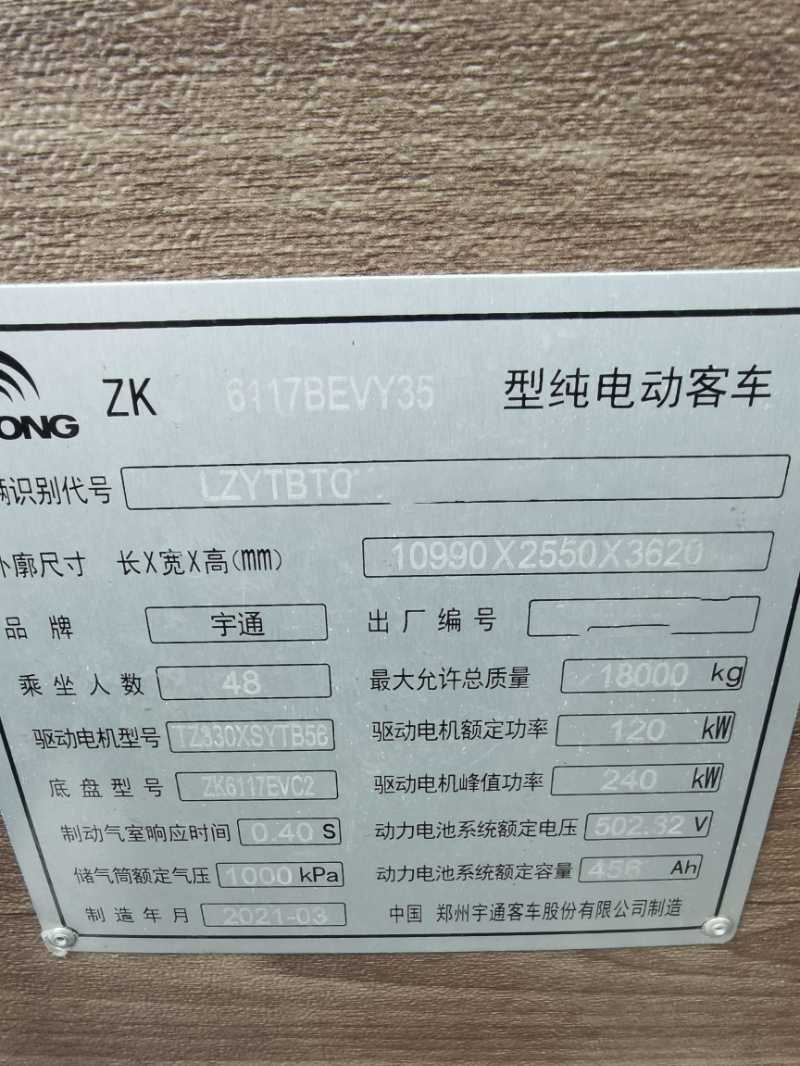 ONG ZK 6117BEVY35 型纯电动客车
辆识别代号 LZYTBT
外廓尺寸 长X宽X高(mm) 10990X2550X3620
品牌 宇通 出厂编号
乘坐人数 48 最大允许总质量 18000 kg
驱动电机型号 TZ330XSYTB56 驱动电机额定功率 120 kW
底盘型号 ZK6117EVC2 驱动电机峰值功率 240 kW
制动气室响应时间 0.40 S 动力电池系统额定电压 502.32 V
储气筒额定气压 1000 kPa 动力电池系统额定容量 456 Ah
制造年月 2021-03 中国 郑州宇通客车股份有限公司制造